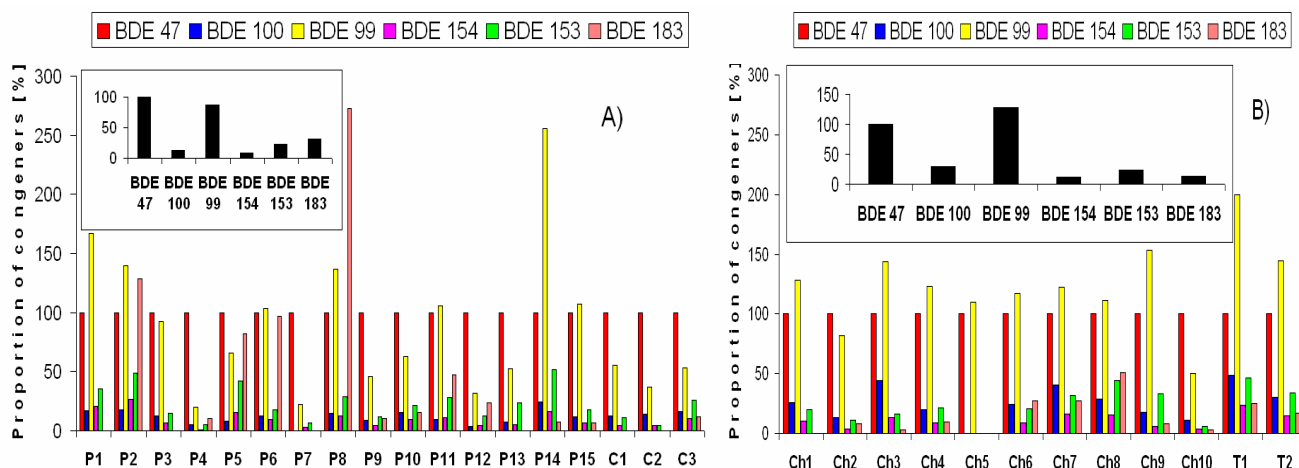 BDE 47 BDE 100 BDE 99 BDE 154 BDE 153 BDE 183
Proportion of congeners [%]
300
250
200
150
100
50
0
100
50
0
BDE 47 BDE 100 BDE 99 BDE 154 BDE 153 BDE 183
A)
P1 P2 P3 P4 P5 P6 P7 P8 P9 P10 P11 P12 P13 P14 P15 C1 C2 C3
BDE 47 BDE 100 BDE 99 BDE 154 BDE 153 BDE 183
Proportion of congeners [%]
300
250
200
150
100
50
0
150
100
50
0
BDE 47 BDE 100 BDE 99 BDE 154 BDE 153 BDE 183
B)
Ch1 Ch2 Ch3 Ch4 Ch5 Ch6 Ch7 Ch8 Ch9 Ch10 T1 T2